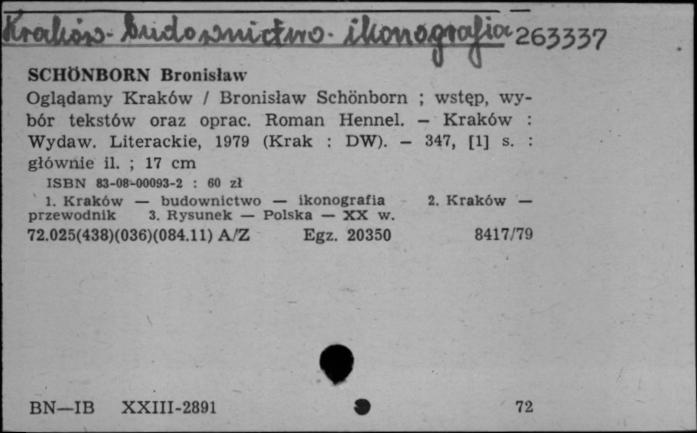 Kraków - budownictwo - ikonografia 263337
SCHÖNBORN Bronisław
Oglądamy Kraków / Bronisław Schönborn ; wstęp, wy-
bór tekstów oraz oprac. Roman Hennel. — Kraków :
Wydaw. Literackie, 1979 (Krak : DW). — 347, [1] s. :
głównie il. ; 17 cm
ISBN 83-08-00093-2 : 60 zł
1. Kraków — budownictwo — ikonografia 2. Kraków —
przewodnik 3. Rysunek — Polska — XX w.
72.025(438)(036)(084.11) A/Z Egz. 20350 8417/79
BN—IB XXIII-2891 72